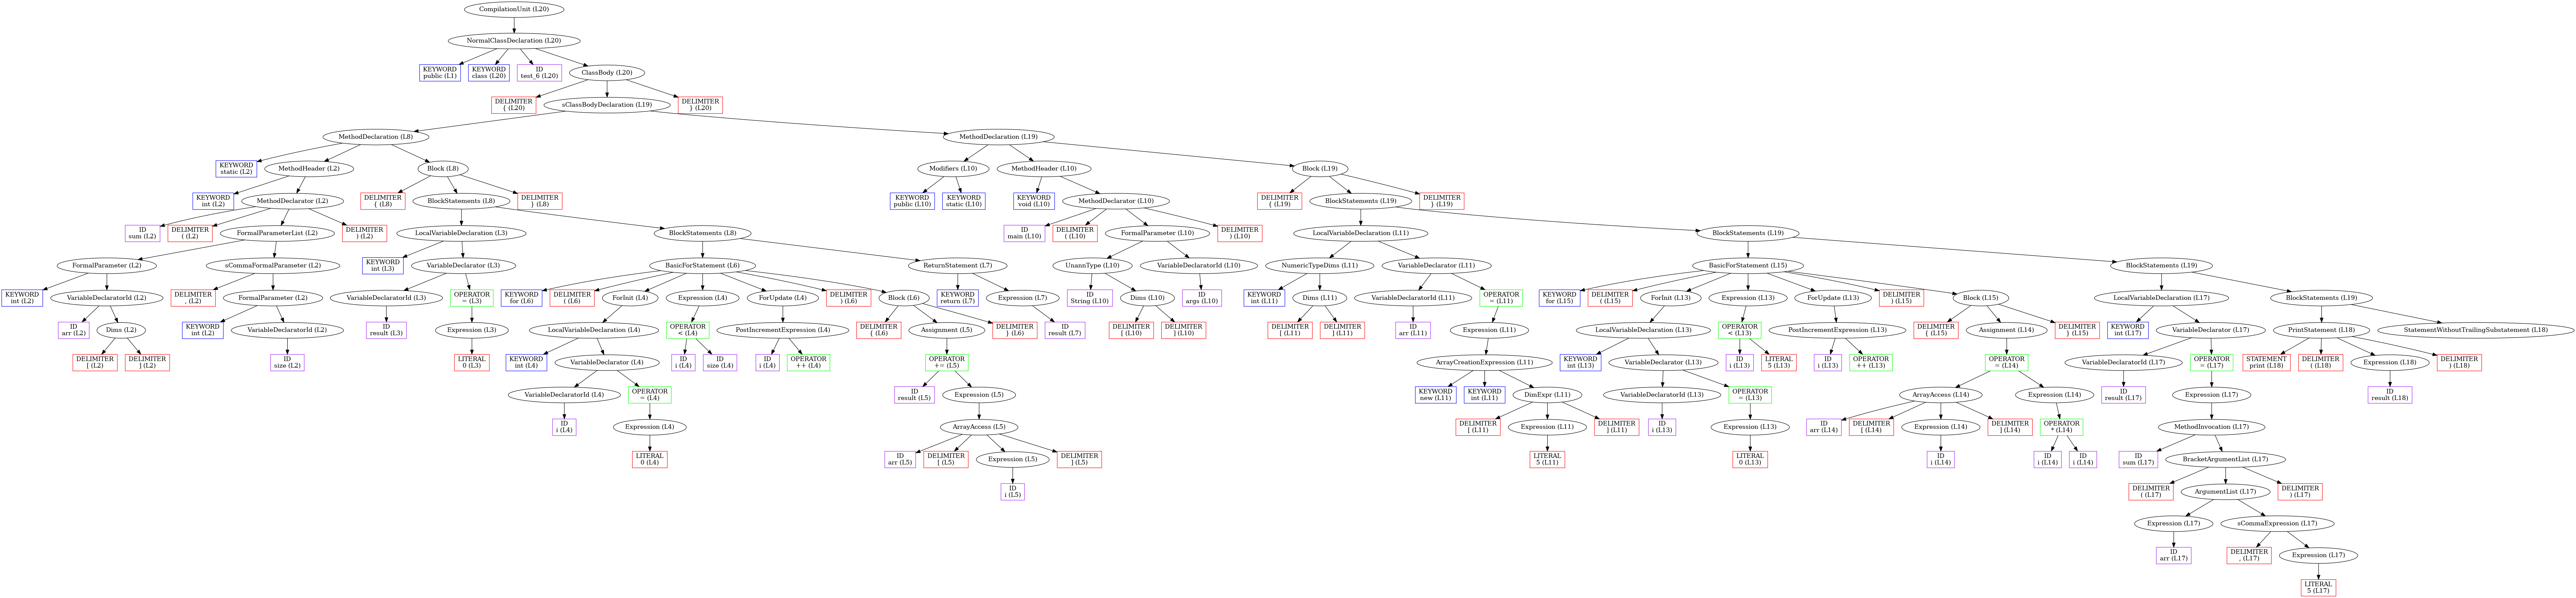 CompilationUnit (L20)
NormalClassDeclaration (L20)
KEYWORD
public (L1)
KEYWORD
class (L20)
ID
test_6 (L20)
ClassBody (L20)
DELIMITER
{ (L20)
sClassBodyDeclaration (L19)
DELIMITER
} (L20)
MethodDeclaration (L8)
MethodDeclaration (L19)
KEYWORD
static (L2)
MethodHeader (L2)
Block (L8)
Modifiers (L10)
MethodHeader (L10)
Block (L19)
KEYWORD
int (L2)
MethodDeclarator (L2)
DELIMITER
{ (L8)
BlockStatements (L8)
DELIMITER
} (L8)
KEYWORD
public (L10)
KEYWORD
static (L10)
KEYWORD
void (L10)
MethodDeclarator (L10)
DELIMITER
{ (L19)
BlockStatements (L19)
DELIMITER
} (L19)
ID
sum (L2)
DELIMITER
( (L2)
FormalParameterList (L2)
DELIMITER
) (L2)
LocalVariableDeclaration (L3)
BlockStatements (L8)
ID
main (L10)
DELIMITER
( (L10)
FormalParameter (L10)
DELIMITER
) (L10)
LocalVariableDeclaration (L11)
BlockStatements (L19)
FormalParameter (L2)
sCommaFormalParameter (L2)
KEYWORD
int (L3)
VariableDeclarator (L3)
BasicForStatement (L6)
ReturnStatement (L7)
UnannType (L10)
VariableDeclaratorId (L10)
NumericTypeDims (L11)
VariableDeclarator (L11)
BasicForStatement (L15)
BlockStatements (L19)
KEYWORD
int (L2)
VariableDeclaratorId (L2)
DELIMITER
, (L2)
FormalParameter (L2)
VariableDeclaratorId (L3)
OPERATOR
= (L3)
KEYWORD
for (L6)
DELIMITER
( (L6)
ForInit (L4)
Expression (L4)
ForUpdate (L4)
DELIMITER
) (L6)
Block (L6)
KEYWORD
return (L7)
Expression (L7)
ID
String (L10)
Dims (L10)
ID
args (L10)
KEYWORD
int (L11)
Dims (L11)
VariableDeclaratorId (L11)
OPERATOR
= (L11)
KEYWORD
for (L15)
DELIMITER
( (L15)
ForInit (L13)
Expression (L13)
ForUpdate (L13)
DELIMITER
) (L15)
Block (L15)
LocalVariableDeclaration (L17)
BlockStatements (L19)
ID
arr (L2)
Dims (L2)
KEYWORD
int (L2)
VariableDeclaratorId (L2)
ID
result (L3)
Expression (L3)
LocalVariableDeclaration (L4)
OPERATOR
< (L4)
PostIncrementExpression (L4)
DELIMITER
{ (L6)
Assignment (L5)
DELIMITER
} (L6)
ID
result (L7)
DELIMITER
[ (L10)
DELIMITER
] (L10)
DELIMITER
[ (L11)
DELIMITER
] (L11)
ID
arr (L11)
Expression (L11)
LocalVariableDeclaration (L13)
OPERATOR
< (L13)
PostIncrementExpression (L13)
DELIMITER
{ (L15)
Assignment (L14)
DELIMITER
} (L15)
KEYWORD
int (L17)
VariableDeclarator (L17)
PrintStatement (L18)
StatementWithoutTrailingSubstatement (L18)
DELIMITER
[ (L2)
DELIMITER
] (L2)
ID
size (L2)
LITERAL
0 (L3)
KEYWORD
int (L4)
VariableDeclarator (L4)
ID
i (L4)
ID
size (L4)
ID
i (L4)
OPERATOR
++ (L4)
OPERATOR
+= (L5)
ArrayCreationExpression (L11)
KEYWORD
int (L13)
VariableDeclarator (L13)
ID
i (L13)
LITERAL
5 (L13)
ID
i (L13)
OPERATOR
++ (L13)
OPERATOR
= (L14)
VariableDeclaratorId (L17)
OPERATOR
= (L17)
STATEMENT
print (L18)
DELIMITER
( (L18)
Expression (L18)
DELIMITER
) (L18)
VariableDeclaratorId (L4)
OPERATOR
= (L4)
ID
result (L5)
Expression (L5)
KEYWORD
new (L11)
KEYWORD
int (L11)
DimExpr (L11)
VariableDeclaratorId (L13)
OPERATOR
= (L13)
ArrayAccess (L14)
Expression (L14)
ID
result (L17)
Expression (L17)
ID
result (L18)
ID
i (L4)
Expression (L4)
ArrayAccess (L5)
DELIMITER
[ (L11)
Expression (L11)
DELIMITER
] (L11)
ID
i (L13)
Expression (L13)
ID
arr (L14)
DELIMITER
[ (L14)
Expression (L14)
DELIMITER
] (L14)
OPERATOR
* (L14)
MethodInvocation (L17)
LITERAL
0 (L4)
ID
arr (L5)
DELIMITER
[ (L5)
Expression (L5)
DELIMITER
] (L5)
LITERAL
5 (L11)
LITERAL
0 (L13)
ID
i (L14)
ID
i (L14)
ID
i (L14)
ID
sum (L17)
BracketArgumentList (L17)
ID
i (L5)
DELIMITER
( (L17)
ArgumentList (L17)
DELIMITER
) (L17)
Expression (L17)
sCommaExpression (L17)
ID
arr (L17)
DELIMITER
, (L17)
Expression (L17)
LITERAL
5 (L17)